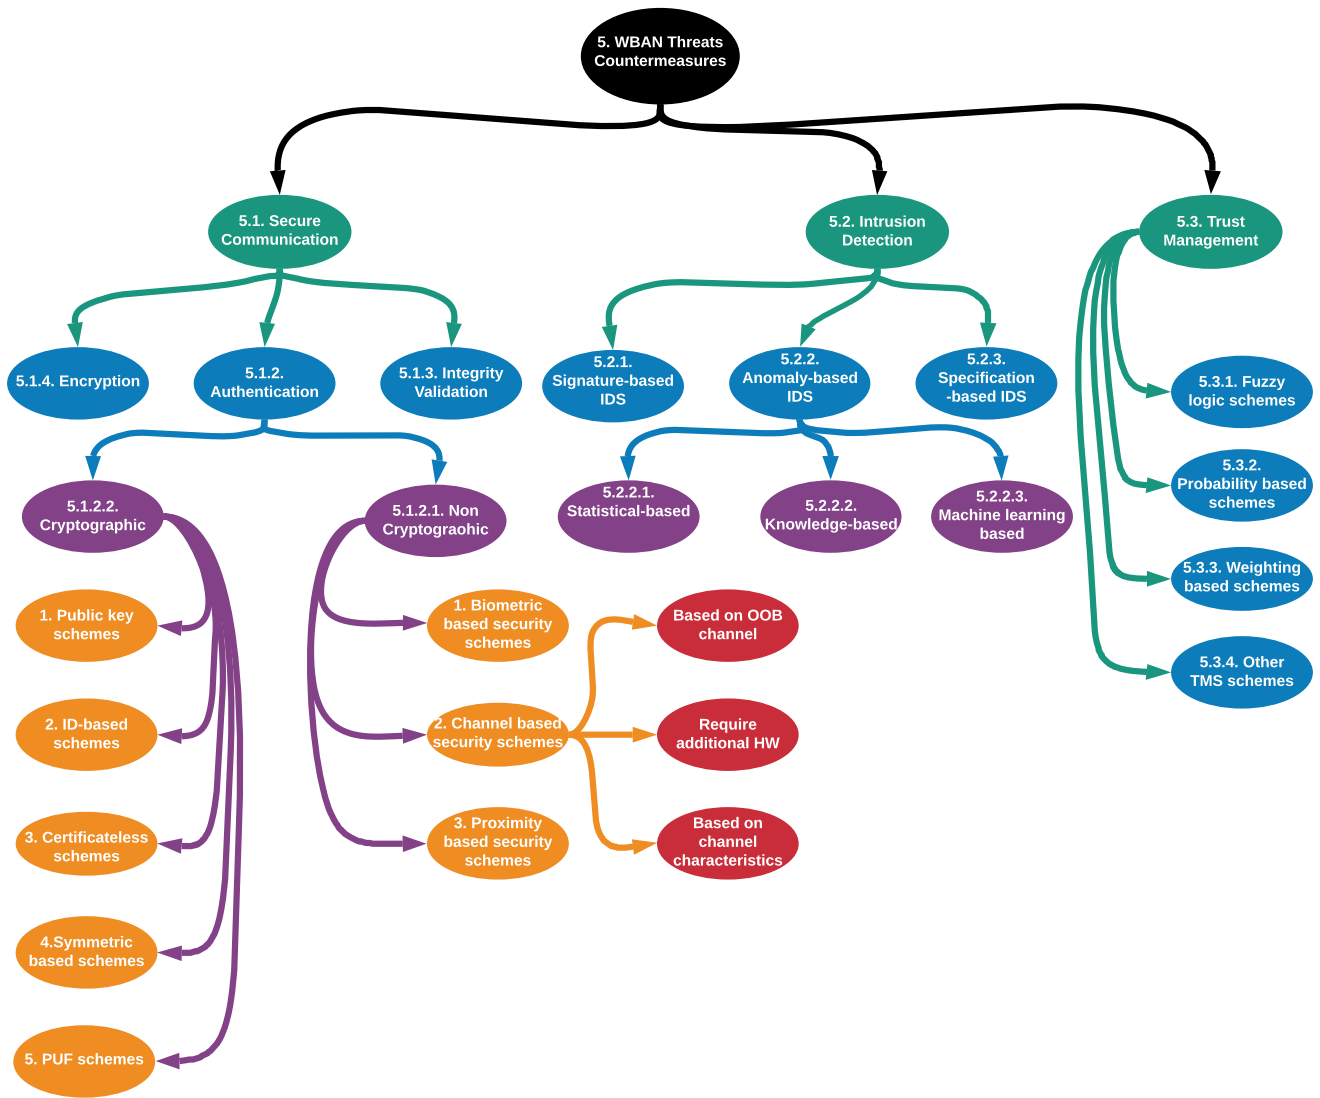 5. WBAN Threats
Countermeasures
5.1. Secure
Communication
5.2. Intrusion
Detection
5.3. Trust
Management
5.1.4. Encryption
5.1.2.
Authentication
5.1.3. Integrity
Validation
5.2.1.
Signature-based
IDS
5.2.2.
Anomaly-based
IDS
5.2.3.
Specification
-based IDS
5.3.1. Fuzzy
logic schemes
5.3.2.
Probability based
schemes
5.3.3. Weighting
based schemes
5.3.4. Other
TMS schemes
5.1.2.2.
Cryptographic
5.1.2.1. Non
Cryptograohic
5.2.2.1.
Statistical-based
5.2.2.2.
Knowledge-based
5.2.2.3.
Machine learning
based
1. Public key
schemes
2. ID-based
schemes
3. Certificateless
schemes
4.Symmetric
based schemes
5. PUF schemes
1. Biometric
based security
schemes
2. Channel based
security schemes
3. Proximity
based security
schemes
Based on OOB
channel
Require
additional HW
Based on
channel
characteristics